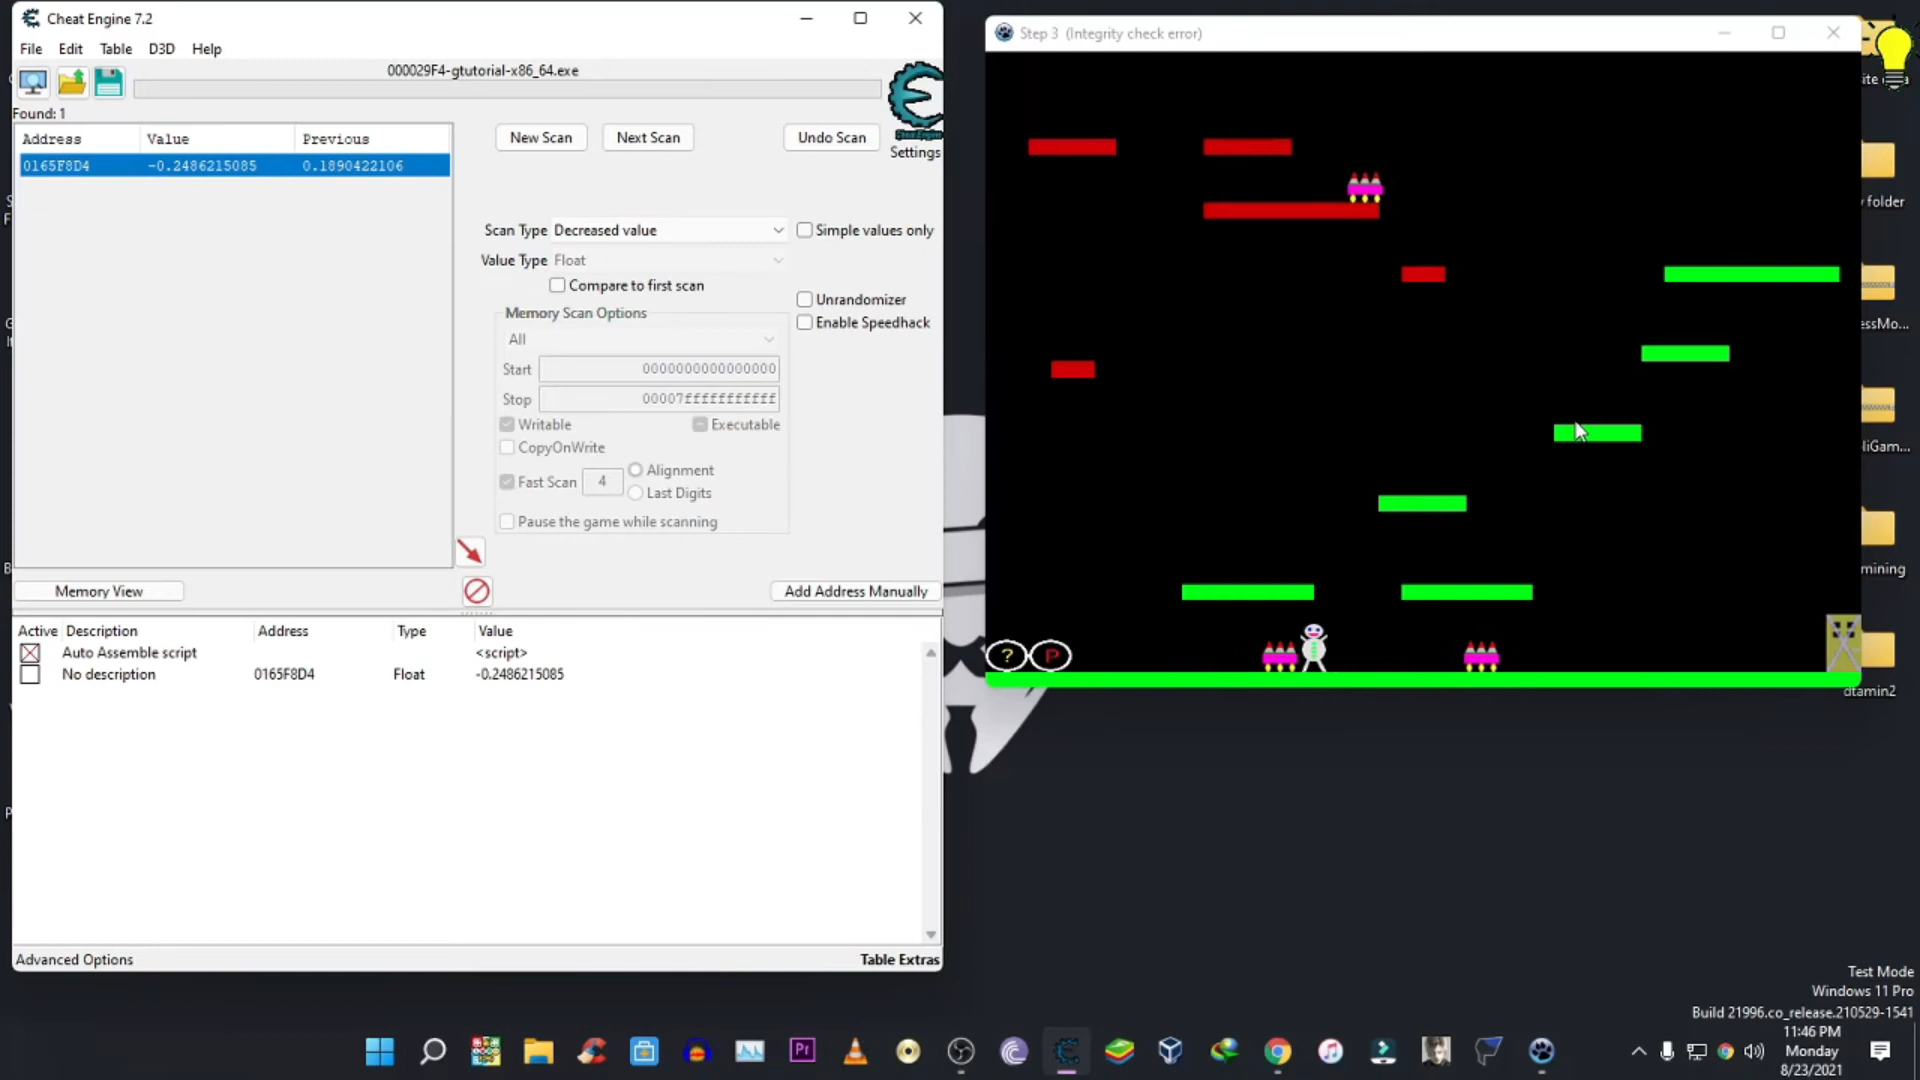 Cheat Engine 7.2
File Edit Table D3D Help
000029F4-gtutorial-x86_64.exe
Found: 1
Address Value Previous
0165F8D4 -0.2486215085 0.1890422106
New Scan Next Scan Undo Scan
Cheat Engine
Settings
Scan Type Decreased value
Simple values only
Value Type Float
Compare to first scan
Unrandomizer
Enable Speedhack
Memory Scan Options
All
Start 0000000000000000
Stop 00007fffffffffff
Writable Executable
CopyOnWrite
Fast Scan 4
Alignment
Last Digits
Pause the game while scanning
Memory View
Add Address Manually
Active Description Address Type Value
Auto Assemble script <script>
No description 0165F8D4 Float -0.2486215085
Advanced Options
Table Extras
Step 3 (Integrity check error)
? P
essMo...
liGam...
mining
dtamin2
Test Mode
Windows 11 Pro
Build 21996.co_release.210529-1541
Pr
11:46 PM
Monday
8/23/2021